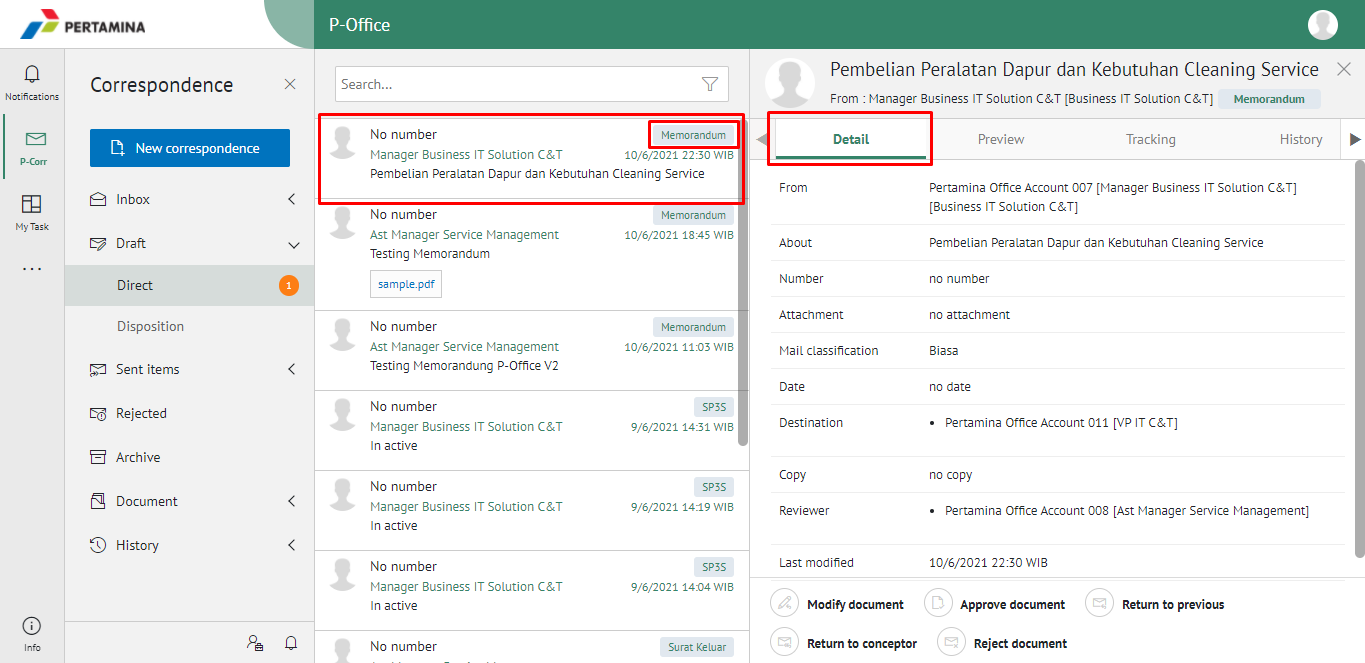 PERTAMINA
P-Office
Notifications
P-Corr
My Task
...
Info
Correspondence
New correspondence
Inbox
Draft
Direct
1
Disposition
Sent items
Rejected
Archive
Document
History
Search...
No number
Memorandum
Manager Business IT Solution C&T
10/6/2021 22:30 WIB
Pembelian Peralatan Dapur dan Kebutuhan Cleaning Service
No number
Memorandum
Ast Manager Service Management
10/6/2021 18:45 WIB
Testing Memorandum
sample.pdf
No number
Memorandum
Ast Manager Service Management
10/6/2021 11:03 WIB
Testing Memorandung P-Office V2
No number
SP3S
Manager Business IT Solution C&T
9/6/2021 14:31 WIB
In active
No number
SP3S
Manager Business IT Solution C&T
9/6/2021 14:19 WIB
In active
No number
SP3S
Manager Business IT Solution C&T
9/6/2021 14:04 WIB
In active
No number
Surat Keluar
Pembelian Peralatan Dapur dan Kebutuhan Cleaning Service
From : Manager Business IT Solution C&T [Business IT Solution C&T]
Memorandum
Detail
Preview
Tracking
History
From
Pertamina Office Account 007 [Manager Business IT Solution C&T]
[Business IT Solution C&T]
About
Pembelian Peralatan Dapur dan Kebutuhan Cleaning Service
Number
no number
Attachment
no attachment
Mail classification
Biasa
Date
no date
Destination
• Pertamina Office Account 011 [VP IT C&T]
Copy
no copy
Reviewer
• Pertamina Office Account 008 [Ast Manager Service Management]
Last modified
10/6/2021 22:30 WIB
Modify document
Approve document
Return to previous
Return to conceptor
Reject document